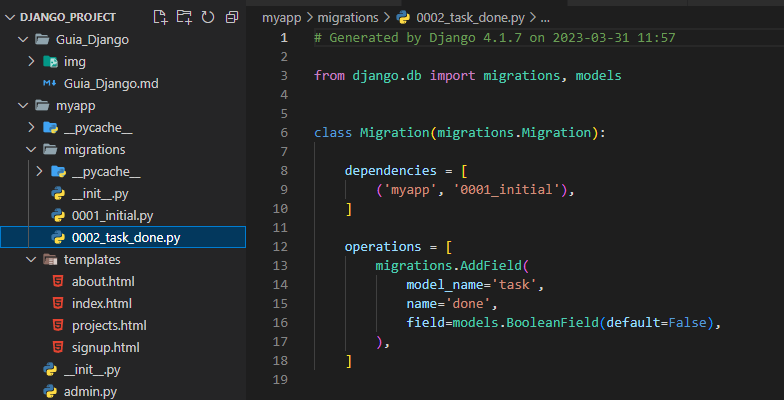 DJANGO_PROJECT
Guia_Django
img
Guia_Django.md
myapp
__pycache__
migrations
__pycache__
__init__.py
0001_initial.py
0002_task_done.py
templates
about.html
index.html
projects.html
signup.html
__init__.py
admin.py
myapp > migrations > 0002_task_done.py > ...
1 # Generated by Django 4.1.7 on 2023-03-31 11:57
2
3 from django.db import migrations, models
4
5
6 class Migration(migrations.Migration):
7
8     dependencies = [
9         ('myapp', '0001_initial'),
10     ]
11
12     operations = [
13         migrations.AddField(
14             model_name='task',
15             name='done',
16             field=models.BooleanField(default=False),
17         ),
18     ]
19